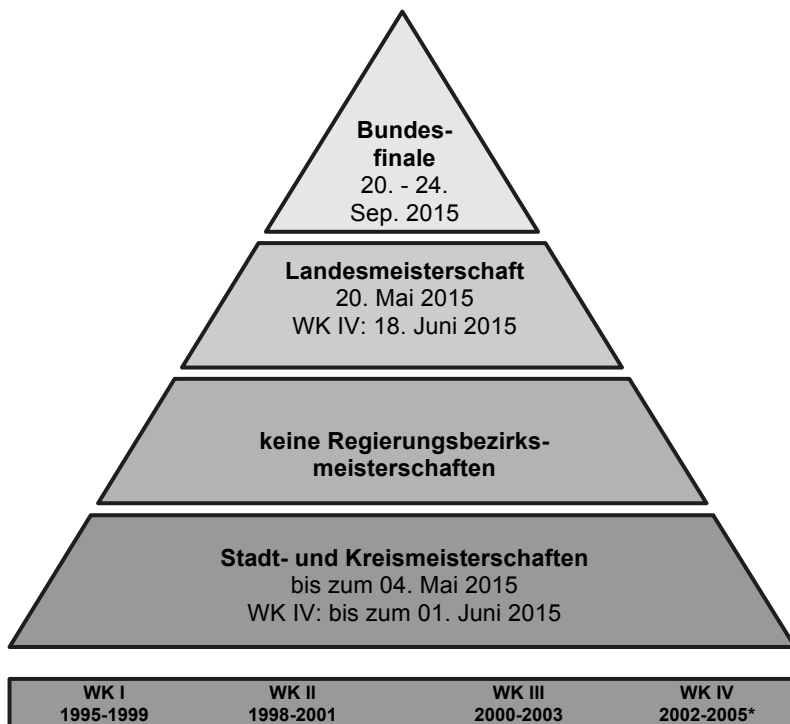 Bundes-
finale
20. - 24.
Sep. 2015
Landesmeisterschaft
20. Mai 2015
WK IV: 18. Juni 2015
keine Regierungsbezirks-
meisterschaften
Stadt- und Kreismeisterschaften
bis zum 04. Mai 2015
WK IV: bis zum 01. Juni 2015
WK I WK II WK III WK IV
1995-1999 1998-2001 2000-2003 2002-2005*